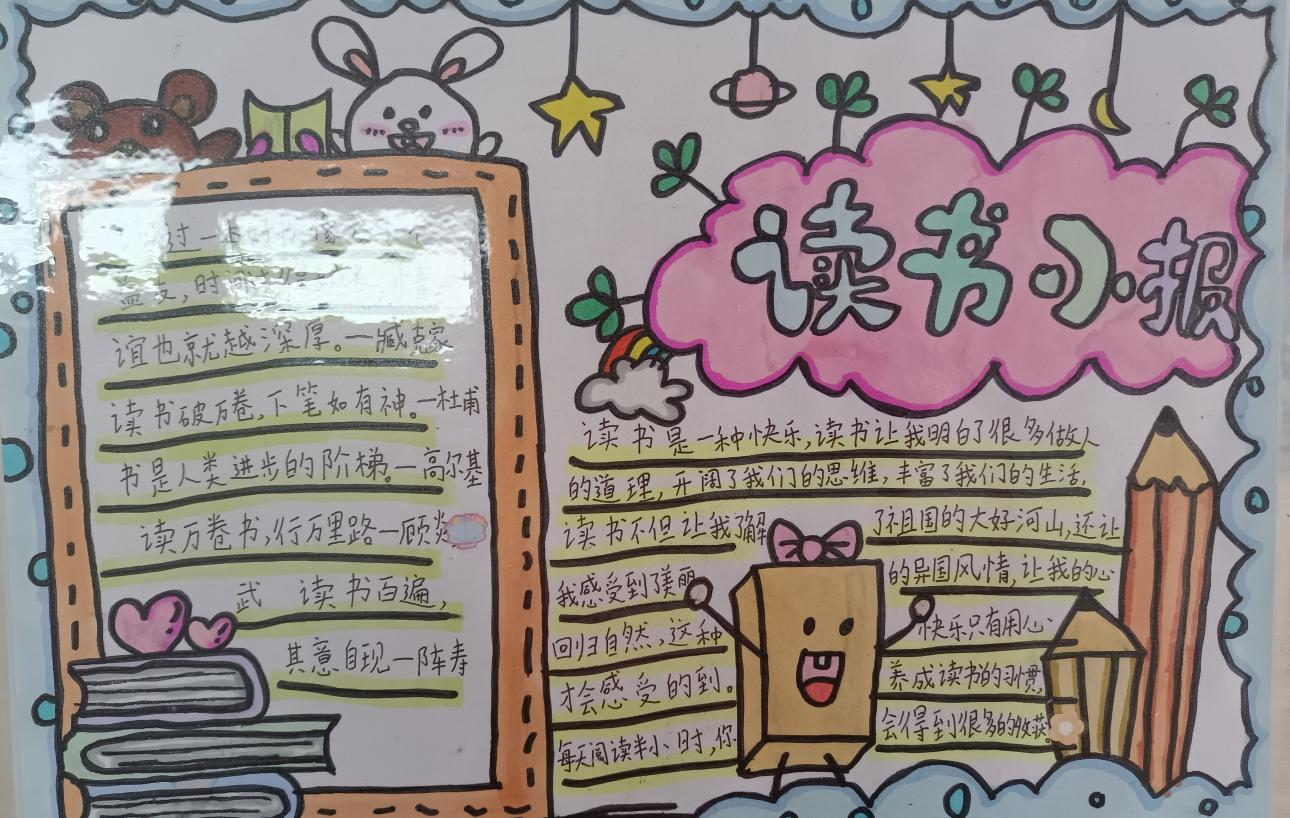 读书小报
过一
益友,时间
谊也就越深厚。—臧克家
读书破万卷,下笔如有神。—杜甫
书是人类进步的阶梯。—高尔基
读万卷书,行万里路—顾炎
武 读书百遍,
其意自现—阵寿
读书是一种快乐,读书让我明白了很多做人
的道理,开阔了我们的思维,丰富了我们的生活,
读书不但让我了解 了祖国的大好河山,还让
我感受到了美丽 的异国风情,让我的心
回归自然,这种 快乐只有用心
才会感受的到。 养成读书的习惯,
每天阅读半小时,你 会得到很多的收获。